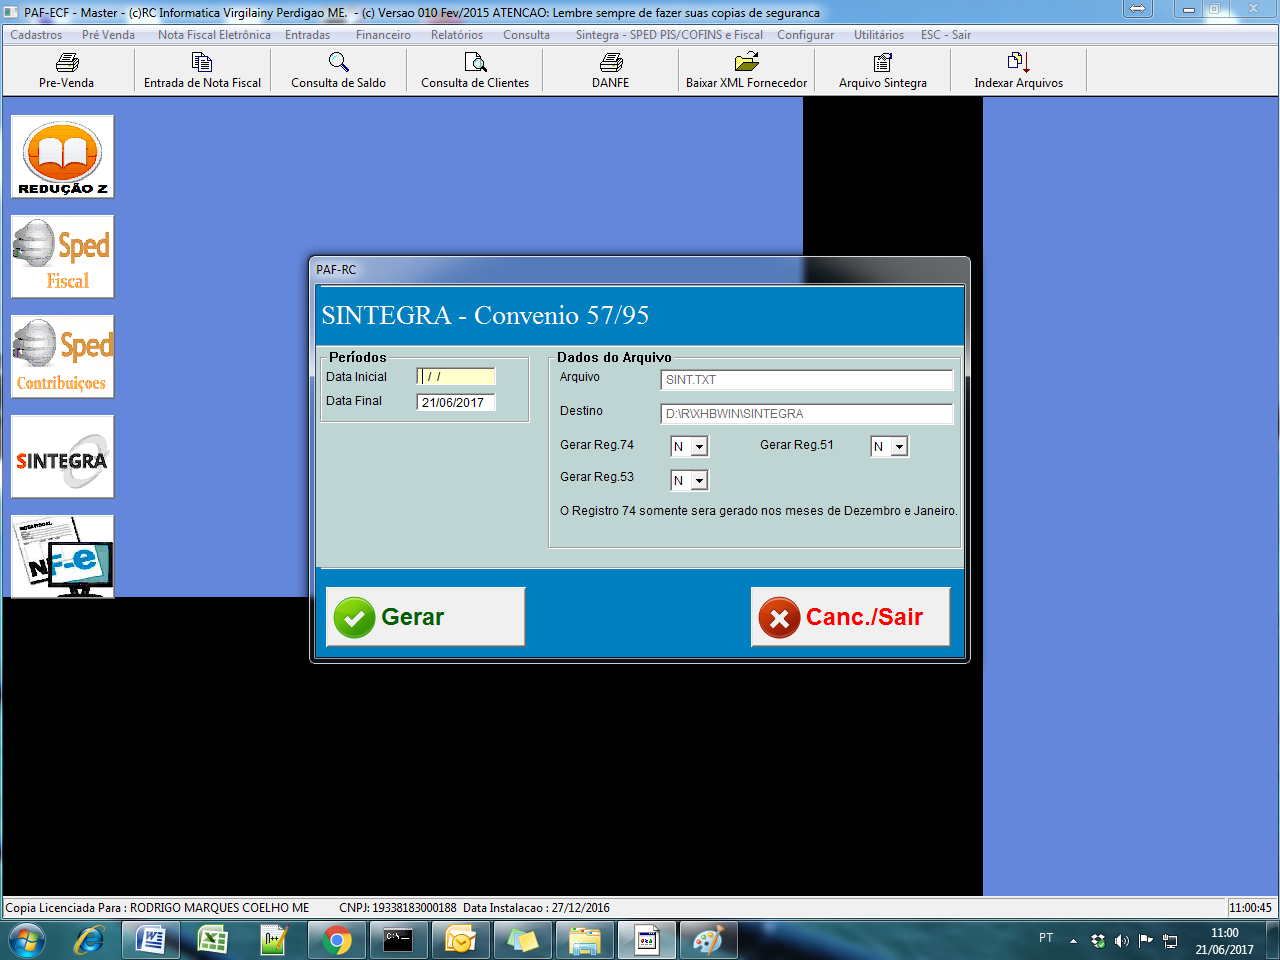 PAF-ECF - Master - (c)RC Informatica Virgilainy Perdigao ME. - (c) Versao 010 Fev/2015 ATENCAO: Lembre sempre de fazer suas copias de seguranca
Cadastros Pré Venda Nota Fiscal Eletrônica Entradas Financeiro Relatórios Consulta Sintegra - SPED PIS/COFINS e Fiscal Configurar Utilitários ESC - Sair
Pre-Venda Entrada de Nota Fiscal Consulta de Saldo Consulta de Clientes DANFE Baixar XML Fornecedor Arquivo Sintegra Indexar Arquivos
REDUÇÃO Z
Sped
Fiscal
Sped
Contribuiçoes
SINTEGRA
NOTA FISCAL
NF-e
PAF-RC
SINTEGRA - Convenio 57/95
Períodos
Data Inicial / /
Data Final 21/06/2017
Dados do Arquivo
Arquivo SINT.TXT
Destino D:\R\XHBWIN\SINTEGRA
Gerar Reg.74 N Gerar Reg.51 N
Gerar Reg.53 N
O Registro 74 somente sera gerado nos meses de Dezembro e Janeiro.
Gerar Canc./Sair
Copia Licenciada Para : RODRIGO MARQUES COELHO ME CNPJ: 19338183000188 Data Instalacao : 27/12/2016 11:00:45
PT 11:00
21/06/2017